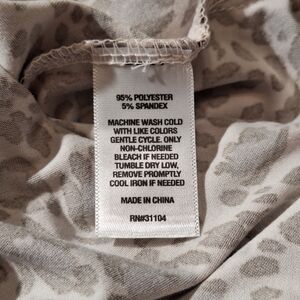 95% POLYESTER
5% SPANDEX
MACHINE WASH COLD
WITH LIKE COLORS
GENTLE CYCLE. ONLY
NON-CHLORINE
BLEACH IF NEEDED
TUMBLE DRY LOW,
REMOVE PROMPTLY
COOL IRON IF NEEDED
MADE IN CHINA
RN#31104